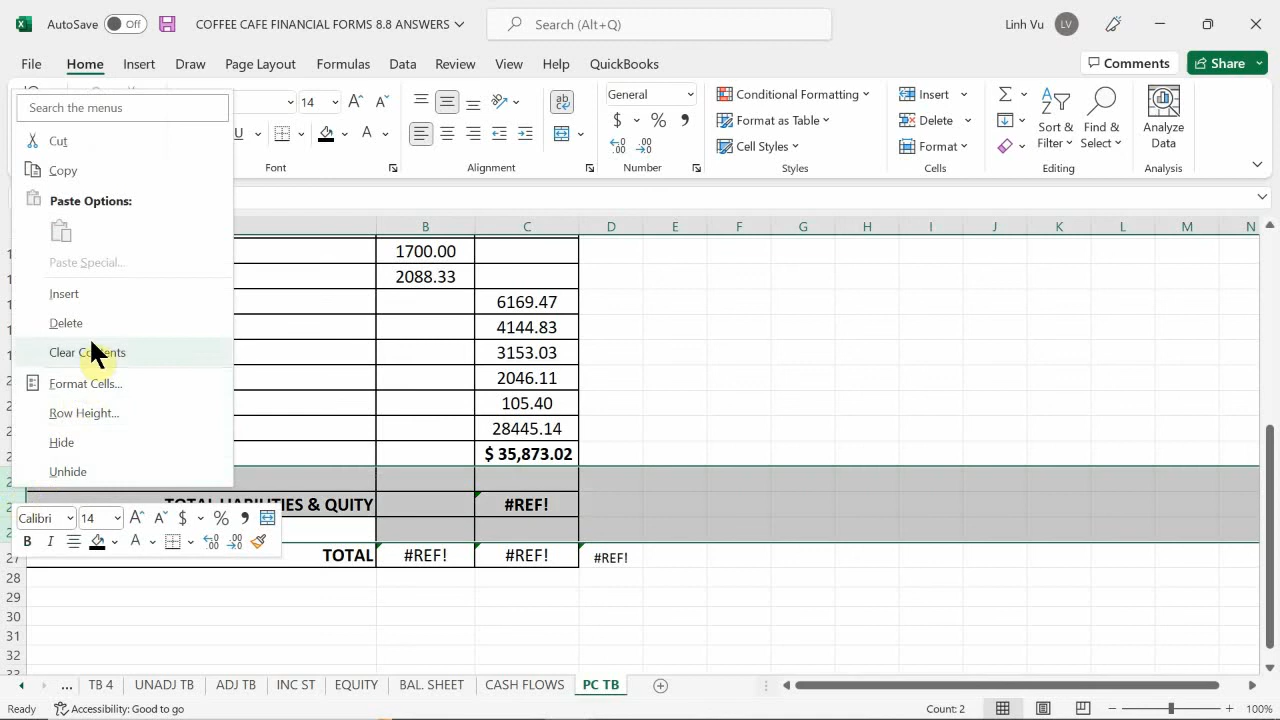 AutoSave Off COFFEE CAFE FINANCIAL FORMS 8.8 ANSWERS Search (Alt+Q) Linh Vu LV
File Home Insert Draw Page Layout Formulas Data Review View Help QuickBooks Comments Share
Search the menus
14 General Conditional Formatting Insert
U A $ % Format as Table Delete Sort & Filter Find & Select Analyze Data
Cell Styles Format
Font Alignment Number Styles Cells Editing Analysis
Cut
Copy
Paste Options:
Paste Special...
Insert
Delete
Clear Contents
Format Cells...
Row Height...
Hide
Unhide
B C D E F G H I J K L M N
1700.00
2088.33
6169.47
4144.83
3153.03
2046.11
105.40
28445.14
$ 35,873.02
TOTAL LIABILITIES & QUITY #REF!
Calibri 14 A A $ % 9
B I A
27 TOTAL #REF! #REF! #REF!
28
29
30
31
32
33
... TB 4 UNADJ TB ADJ TB INC ST EQUITY BAL. SHEET CASH FLOWS PC TB
Ready Accessibility: Good to go Count: 2 100%